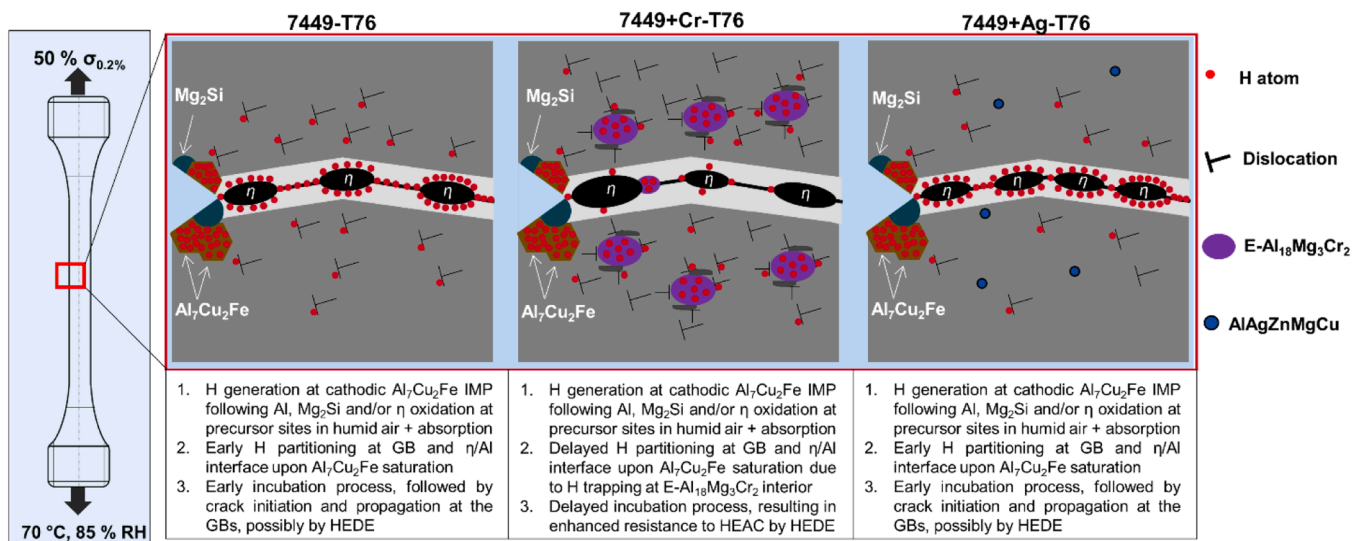 7449-T76
7449+Cr-T76
7449+Ag-T76
50 % σ0.2%
70 °C, 85 % RH
Mg2Si
η η η
Al7Cu2Fe
Mg2Si
η η η
Al7Cu2Fe
Mg2Si
η η η η
Al7Cu2Fe
H atom
Dislocation
E-Al18Mg3Cr2
AlAgZnMgCu
1. H generation at cathodic Al7Cu2Fe IMP
following Al, Mg2Si and/or η oxidation at
precursor sites in humid air + absorption
2. Early H partitioning at GB and η/Al
interface upon Al7Cu2Fe saturation
3. Early incubation process, followed by
crack initiation and propagation at the
GBs, possibly by HEDE
1. H generation at cathodic Al7Cu2Fe IMP
following Al, Mg2Si and/or η oxidation at
precursor sites in humid air + absorption
2. Delayed H partitioning at GB and η/Al
interface upon Al7Cu2Fe saturation due
to H trapping at E-Al18Mg3Cr2 interior
3. Delayed incubation process, resulting in
enhanced resistance to HEAC by HEDE
1. H generation at cathodic Al7Cu2Fe IMP
following Al, Mg2Si and/or η oxidation at
precursor sites in humid air + absorption
2. Early H partitioning at GB and η/Al
interface upon Al7Cu2Fe saturation
3. Early incubation process, followed by
crack initiation and propagation at the
GBs, possibly by HEDE